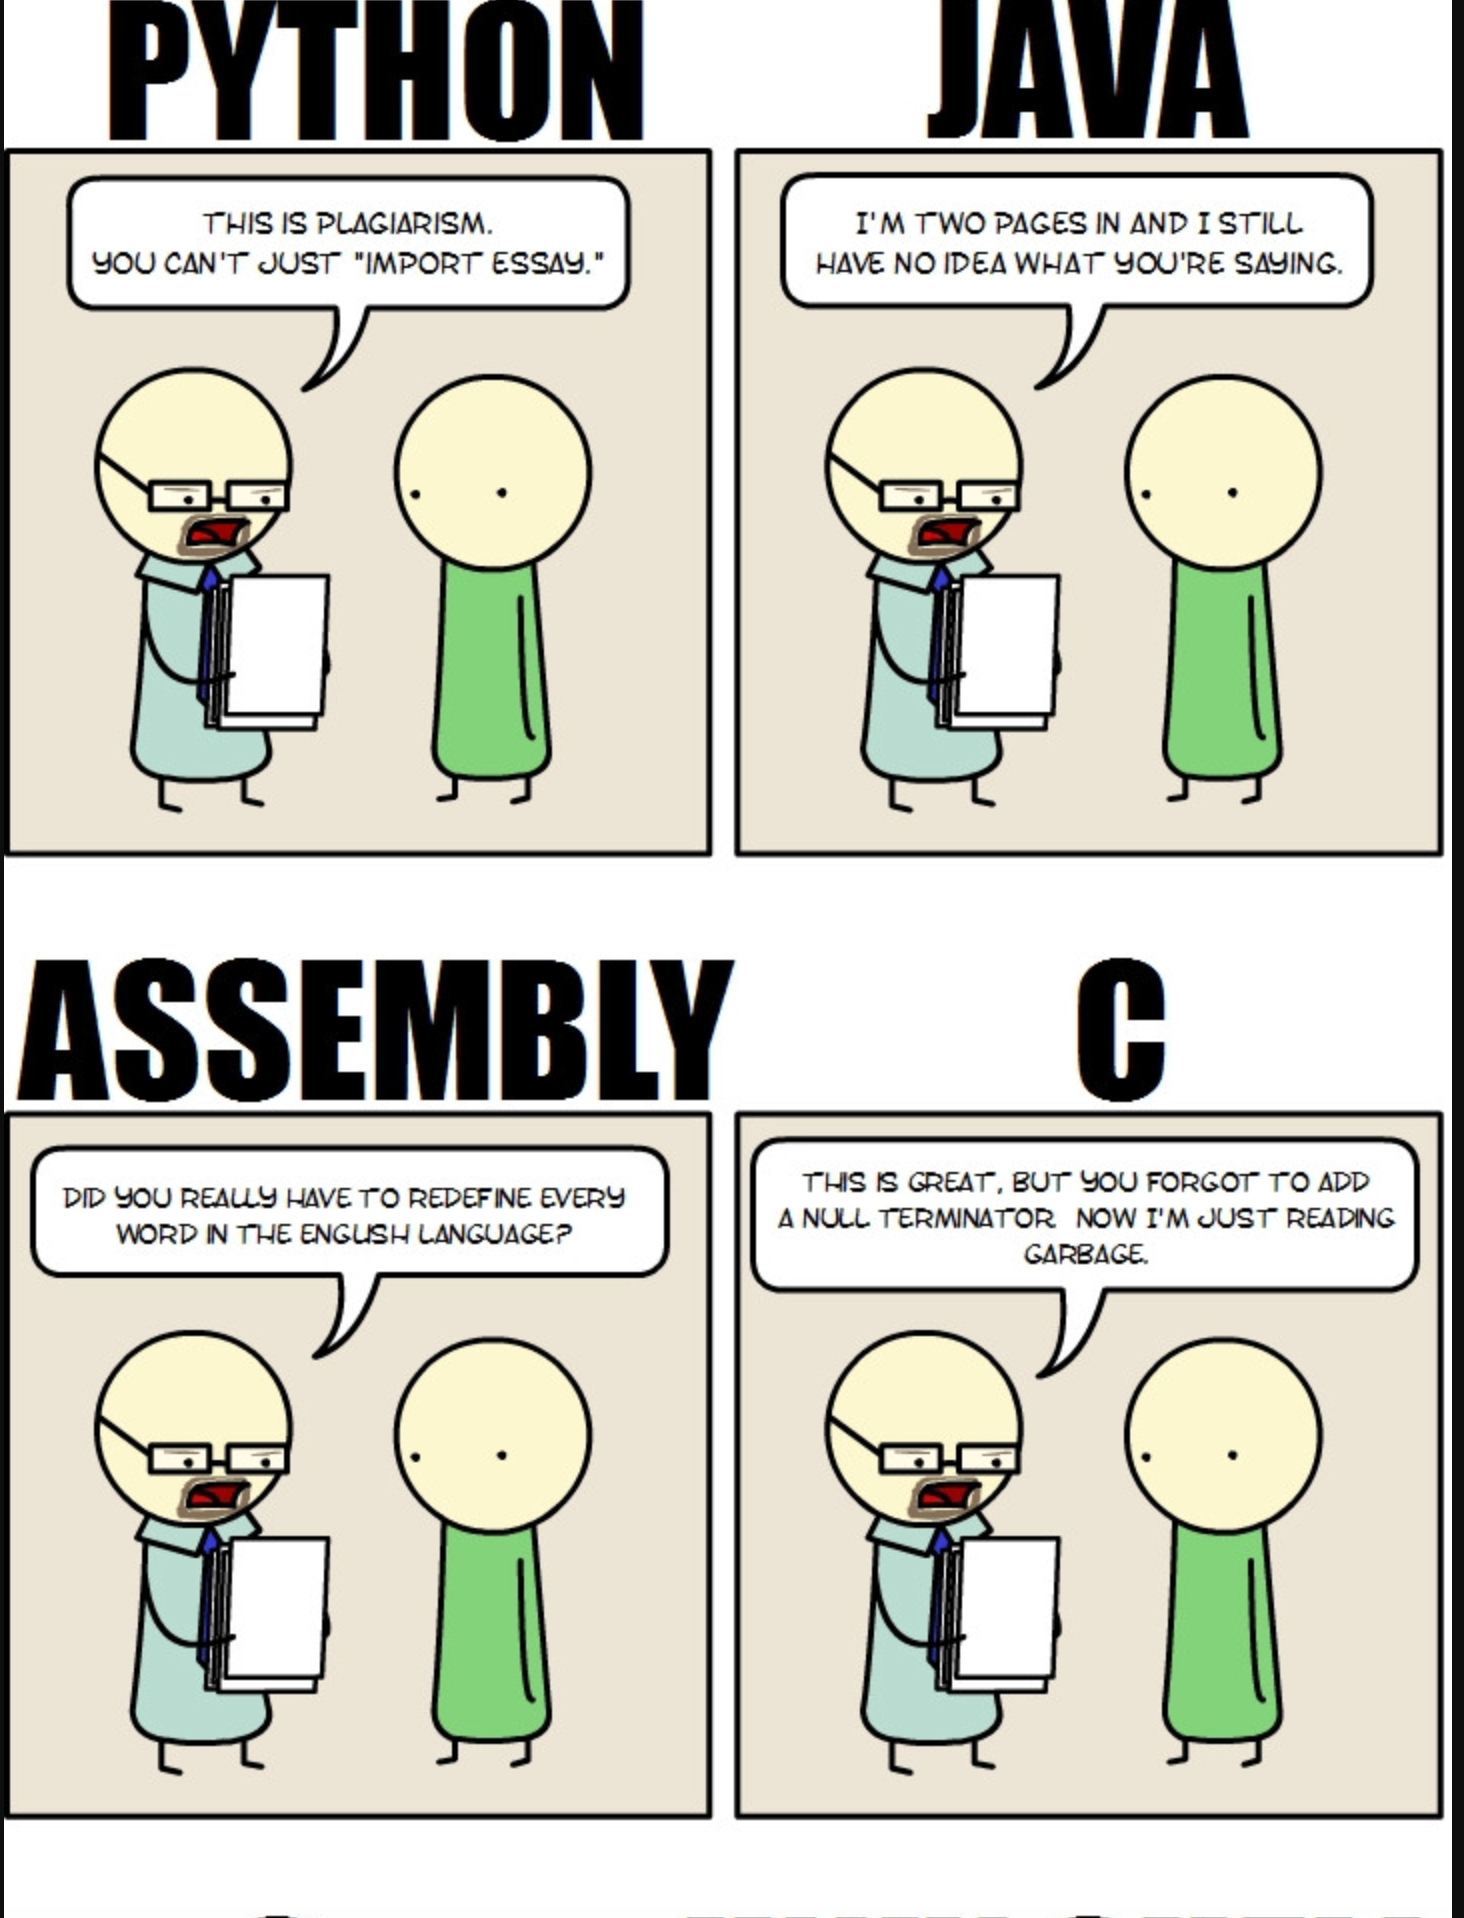 PYTHON
JAVA
THIS IS PLAGIARISM.
YOU CAN'T JUST "IMPORT ESSAY."
I'M TWO PAGES IN AND I STILL
HAVE NO IDEA WHAT YOU'RE SAYING.
ASSEMBLY
C
DID YOU REALLY HAVE TO REDEFINE EVERY
WORD IN THE ENGLISH LANGUAGE?
THIS IS GREAT, BUT YOU FORGOT TO ADD
A NULL TERMINATOR NOW I'M JUST READING
GARBAGE.